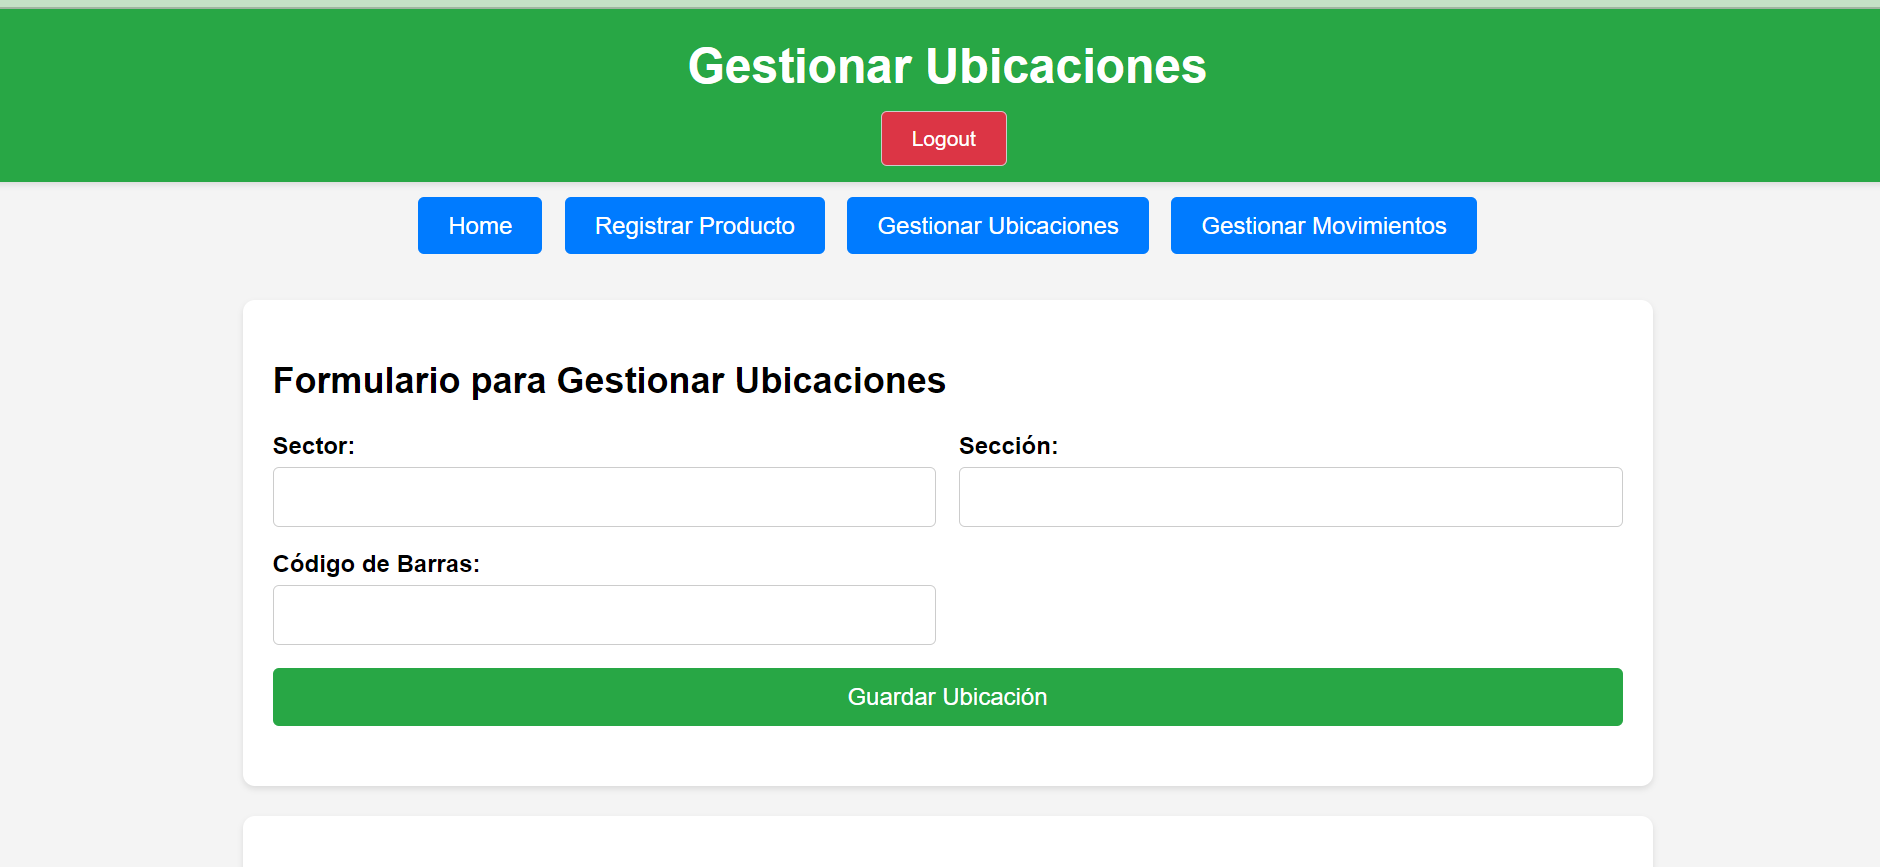 Gestionar Ubicaciones
Logout
Home Registrar Producto Gestionar Ubicaciones Gestionar Movimientos
Formulario para Gestionar Ubicaciones
Sector: Sección:
Código de Barras:
Guardar Ubicación